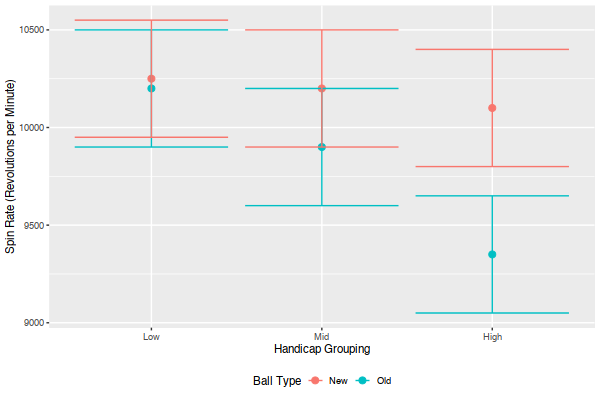 Spin Rate (Revolutions per Minute)
10500
10000
9500
9000
Low Mid High
Handicap Grouping
Ball Type New Old